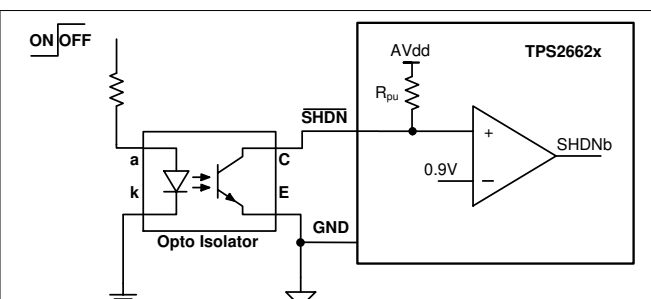 ON OFF
AVdd
TPS2662x
Rpu
SHDN
+
SHDNb
a
C
0.9V
−
k
E
GND
Opto Isolator